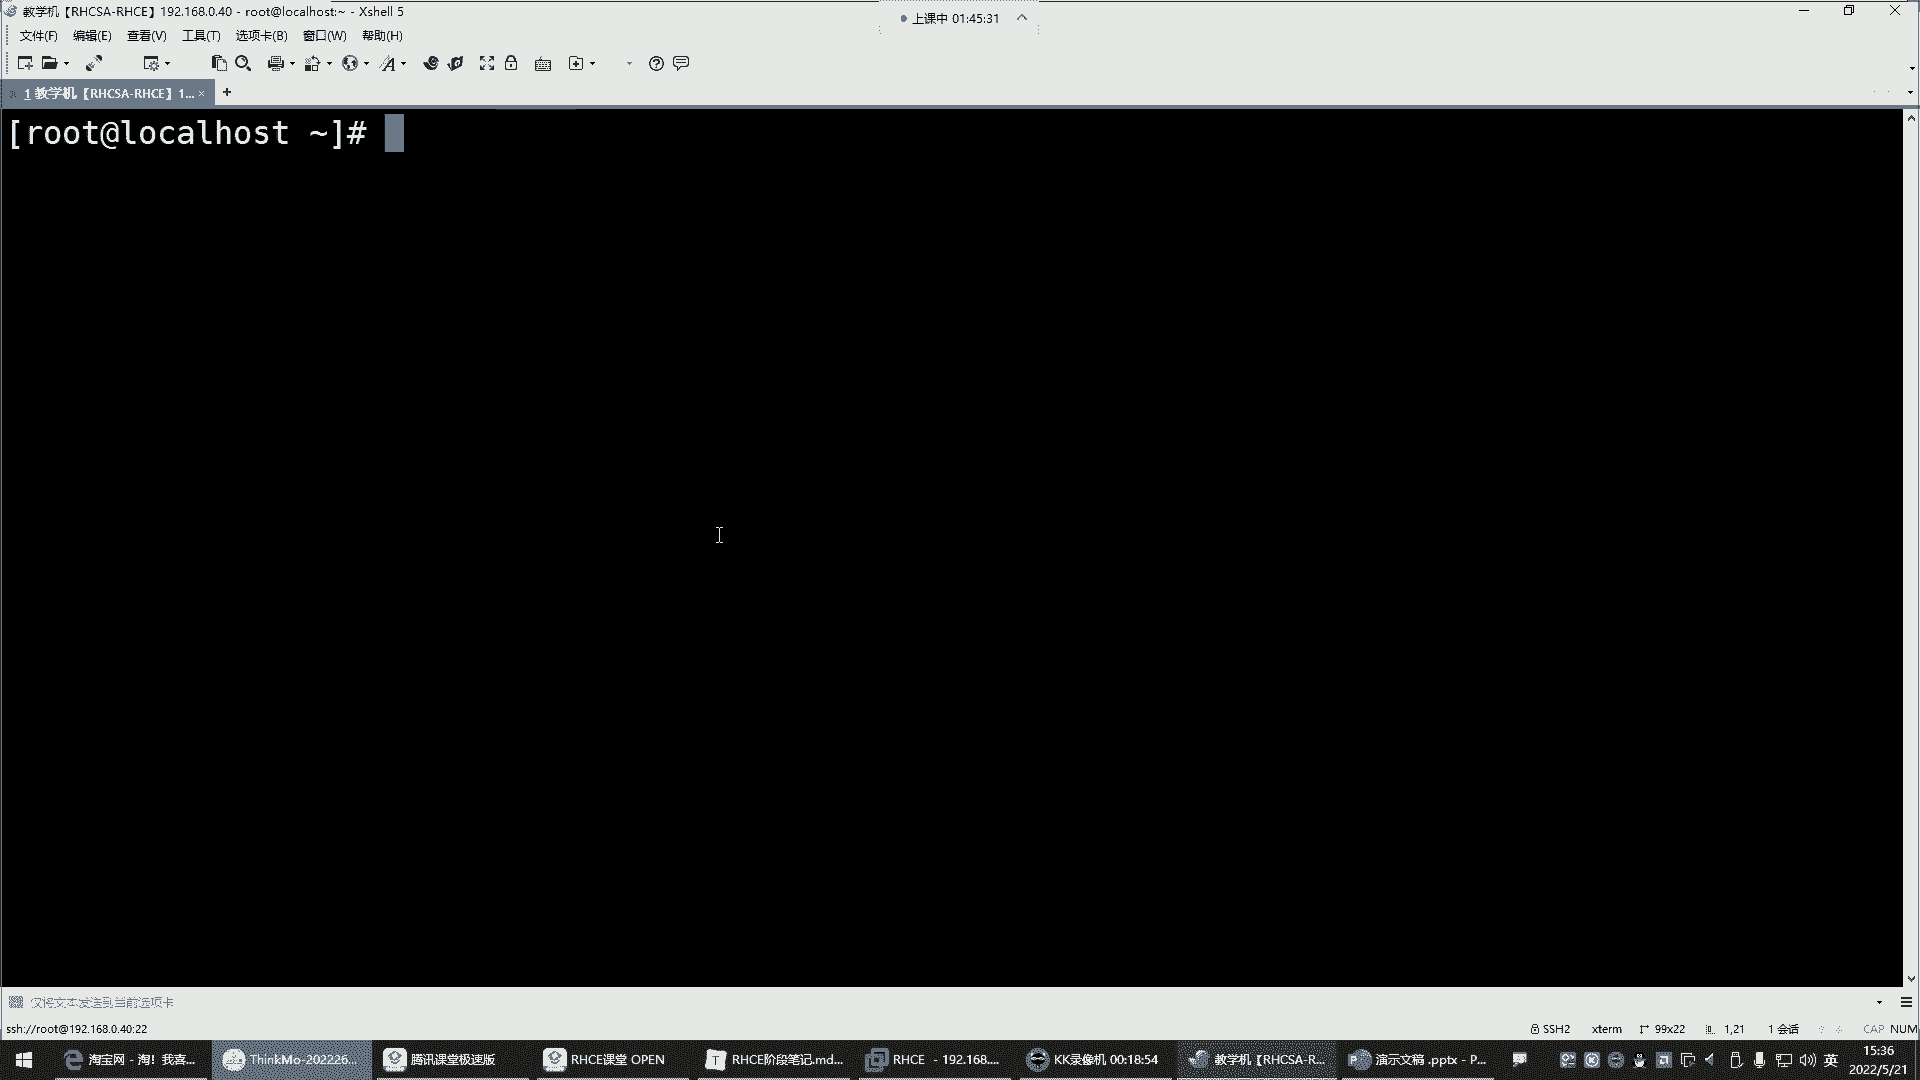 教学机【RHCSA-RHCE】192.168.0.40 - root@localhost:~ - Xshell 5
上课中 01:45:31
文件(F) 编辑(E) 查看(V) 工具(T) 选项卡(B) 窗口(W) 帮助(H)
1 教学机【RHCSA-RHCE】1... × +
[root@localhost ~]#
仅将文本发送到当前选项卡
ssh://root@192.168.0.40:22
SSH2 xterm 99x22 1,21 1 会话 CAP NUM
淘宝网 - 淘！我喜... ThinkMo-202226... 腾讯课堂极速版 RHCE课堂 OPEN RHCE阶段笔记.md... RHCE - 192.168.... KK录像机 00:18:54 教学机【RHCSA-R... 演示文稿 .pptx - P... 英
15:36
2022/5/21